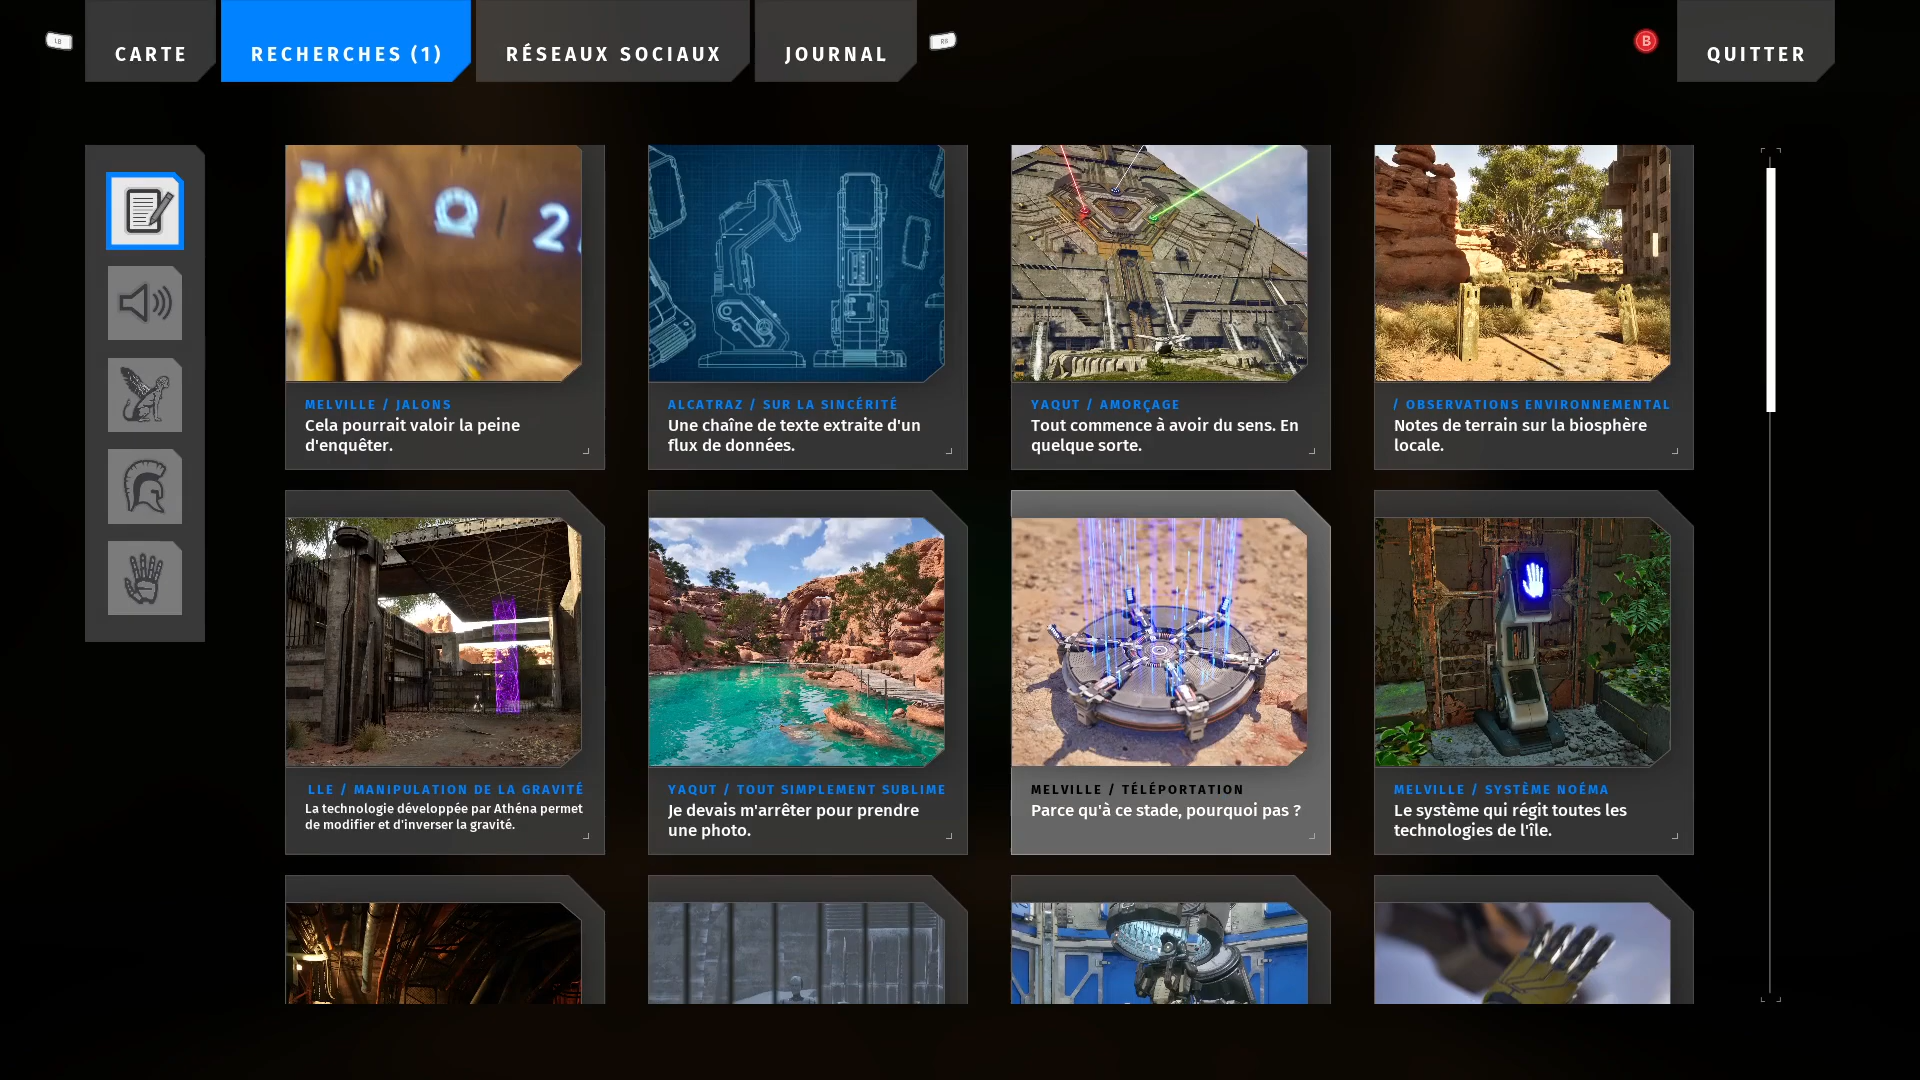 LB
CARTE
RECHERCHES (1)
RÉSEAUX SOCIAUX
JOURNAL
RB
B
QUITTER
MELVILLE / JALONS
Cela pourrait valoir la peine
d'enquêter.
ALCATRAZ / SUR LA SINCÉRITÉ
Une chaîne de texte extraite d'un
flux de données.
YAQUT / AMORÇAGE
Tout commence à avoir du sens. En
quelque sorte.
/ OBSERVATIONS ENVIRONNEMENTAL
Notes de terrain sur la biosphère
locale.
LLE / MANIPULATION DE LA GRAVITÉ
La technologie développée par Athéna permet
de modifier et d'inverser la gravité.
YAQUT / TOUT SIMPLEMENT SUBLIME
Je devais m'arrêter pour prendre
une photo.
MELVILLE / TÉLÉPORTATION
Parce qu'à ce stade, pourquoi pas ?
MELVILLE / SYSTÈME NOÉMA
Le système qui régit toutes les
technologies de l'île.